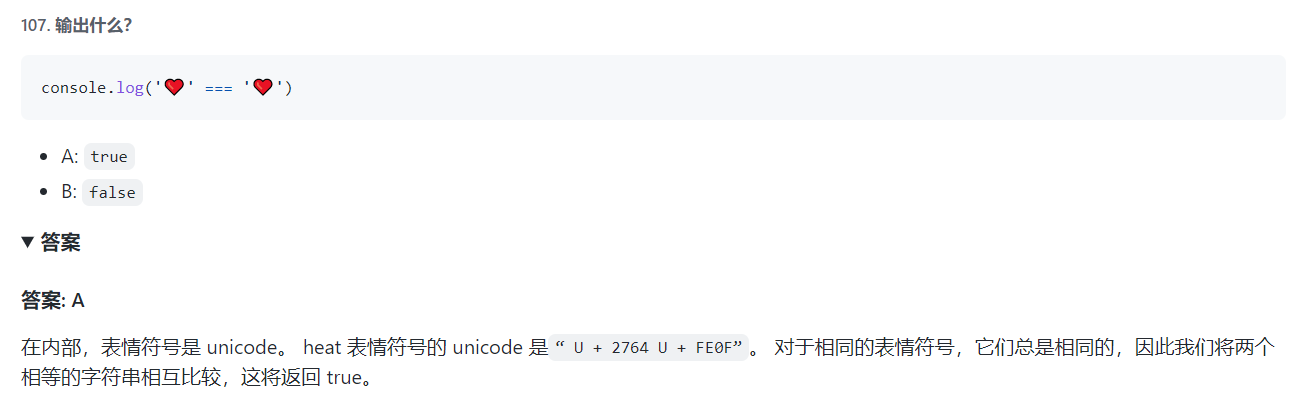 107. 输出什么？
console.log('❤️' === '❤️')
A: true
B: false
▼ 答案
答案: A
在内部，表情符号是 unicode。 heat 表情符号的 unicode 是“ U + 2764 U + FE0F”。 对于相同的表情符号，它们总是相同的，因此我们将两个
相等的字符串相互比较，这将返回 true。